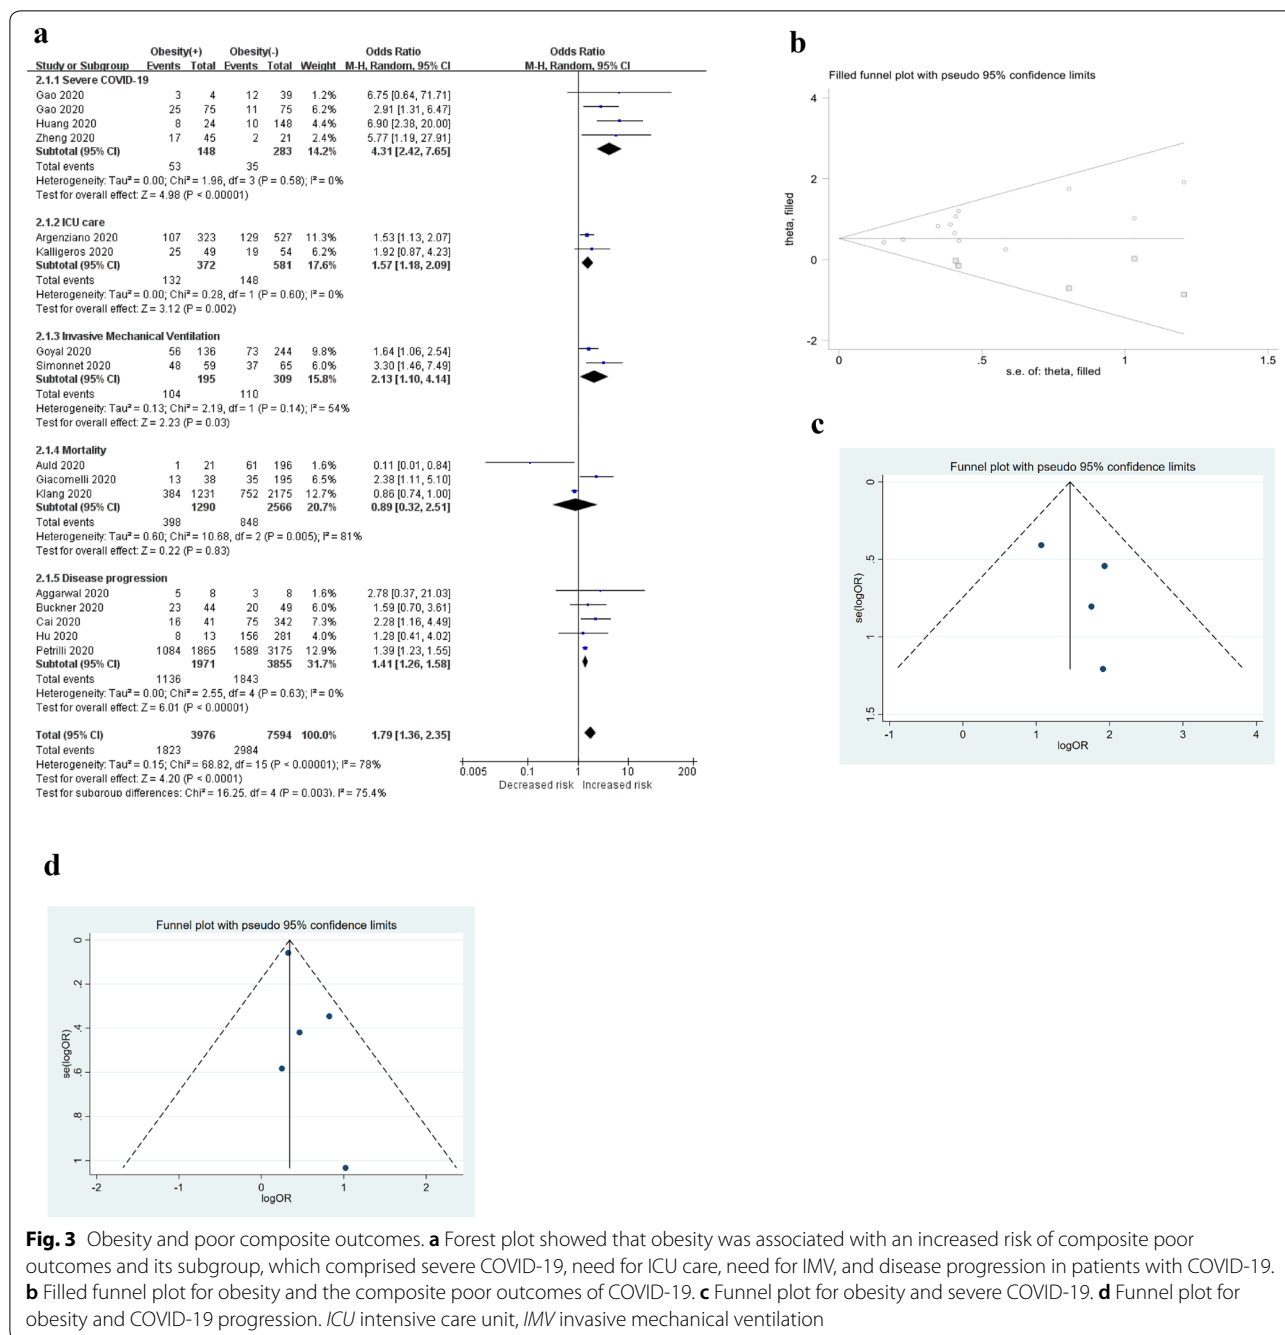 a
Obesity(+) Obesity(-) Odds Ratio Odds Ratio
Study or Subgroup Events Total Events Total Weight M-H, Random, 95% CI M-H, Random, 95% CI
2.1.1 Severe COVID-19
Gao 2020 3 4 12 39 1.2% 6.75 [0.64, 71.71]
Gao 2020 25 75 11 75 6.2% 2.91 [1.31, 6.47]
Huang 2020 8 24 10 148 4.4% 6.90 [2.38, 20.00]
Zheng 2020 17 45 2 21 2.4% 5.77 [1.19, 27.91]
Subtotal (95% CI) 148 283 14.2% 4.31 [2.42, 7.65]
Total events 53 35
Heterogeneity: Tau² = 0.00; Chi² = 1.96, df = 3 (P = 0.58); I² = 0%
Test for overall effect: Z = 4.98 (P < 0.00001)
2.1.2 ICU care
Argenziano 2020 107 323 129 527 11.3% 1.53 [1.13, 2.07]
Kalligeros 2020 25 49 19 54 6.2% 1.92 [0.87, 4.23]
Subtotal (95% CI) 372 581 17.6% 1.57 [1.18, 2.09]
Total events 132 148
Heterogeneity: Tau² = 0.00; Chi² = 0.28, df = 1 (P = 0.60); I² = 0%
Test for overall effect: Z = 3.12 (P = 0.002)
2.1.3 Invasive Mechanical Ventilation
Goyal 2020 56 136 73 244 9.8% 1.64 [1.06, 2.54]
Simonnet 2020 48 59 37 65 6.0% 3.30 [1.46, 7.49]
Subtotal (95% CI) 195 309 15.8% 2.13 [1.10, 4.14]
Total events 104 110
Heterogeneity: Tau² = 0.13; Chi² = 2.19, df = 1 (P = 0.14); I² = 54%
Test for overall effect: Z = 2.23 (P = 0.03)
2.1.4 Mortality
Auld 2020 1 21 61 196 1.6% 0.11 [0.01, 0.84]
Giacomelli 2020 13 38 35 195 6.5% 2.38 [1.11, 5.10]
Klang 2020 384 1231 752 2175 12.7% 0.86 [0.74, 1.00]
Subtotal (95% CI) 1290 2566 20.7% 0.89 [0.32, 2.51]
Total events 398 848
Heterogeneity: Tau² = 0.60; Chi² = 10.68, df = 2 (P = 0.005); I² = 81%
Test for overall effect: Z = 0.22 (P = 0.83)
2.1.5 Disease progression
Aggarwal 2020 5 8 3 8 1.6% 2.78 [0.37, 21.03]
Buckner 2020 23 44 20 49 6.0% 1.59 [0.70, 3.61]
Cai 2020 16 41 75 342 7.3% 2.28 [1.16, 4.49]
Hu 2020 8 13 156 281 4.0% 1.28 [0.41, 4.02]
Petrilli 2020 1084 1865 1589 3175 12.9% 1.39 [1.23, 1.55]
Subtotal (95% CI) 1971 3855 31.7% 1.41 [1.26, 1.58]
Total events 1136 1843
Heterogeneity: Tau² = 0.00; Chi² = 2.55, df = 4 (P = 0.63); I² = 0%
Test for overall effect: Z = 6.01 (P < 0.00001)
Total (95% CI) 3976 7594 100.0% 1.79 [1.36, 2.35]
Total events 1823 2984
Heterogeneity: Tau² = 0.15; Chi² = 68.82, df = 15 (P < 0.00001); I² = 78%
Test for overall effect: Z = 4.20 (P < 0.0001)
Test for subgroup differences: Chi² = 16.25, df = 4 (P = 0.003), I² = 75.4%
0.005 0.1 1 10 200
Decreased risk Increased risk
b
Filled funnel plot with pseudo 95% confidence limits
theta, filled
4
2
0
-2
0 .5 1 1.5
s.e. of: theta, filled
c
Funnel plot with pseudo 95% confidence limits
se(logOR)
0
.5
1
1.5
-1 0 1 2 3 4
logOR
d
Funnel plot with pseudo 95% confidence limits
se(logOR)
0
.2
.4
.6
.8
1
-2 -1 0 1 2
logOR
Fig. 3 Obesity and poor composite outcomes. a Forest plot showed that obesity was associated with an increased risk of composite poor
outcomes and its subgroup, which comprised severe COVID-19, need for ICU care, need for IMV, and disease progression in patients with COVID-19.
b Filled funnel plot for obesity and the composite poor outcomes of COVID-19. c Funnel plot for obesity and severe COVID-19. d Funnel plot for
obesity and COVID-19 progression. ICU intensive care unit, IMV invasive mechanical ventilation